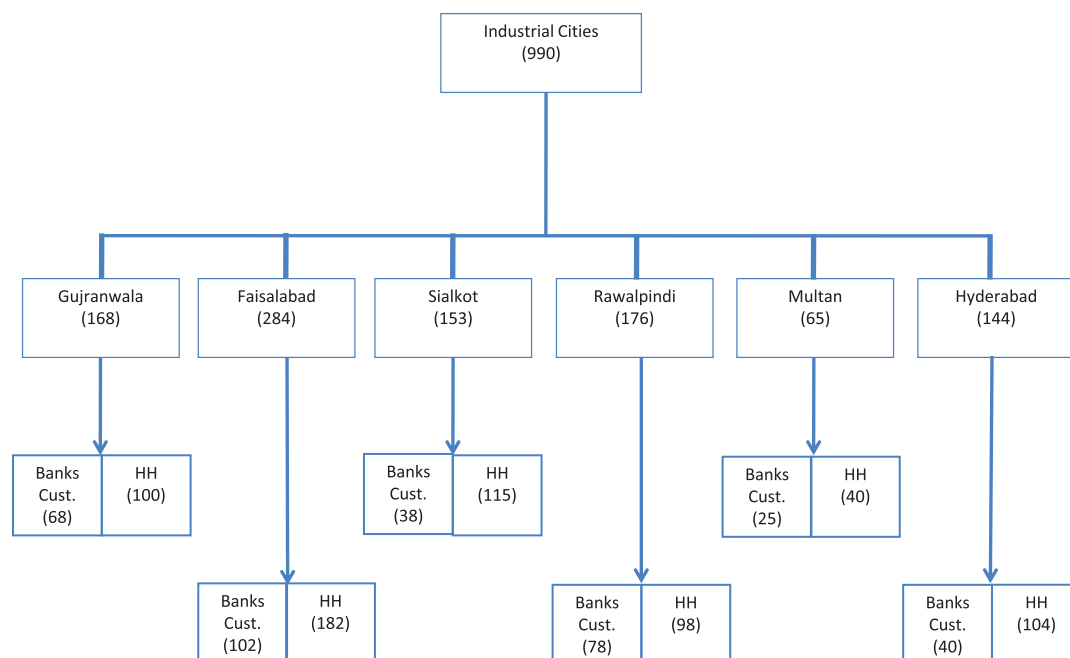 Industrial Cities
(990)
Gujranwala
(168)
Faisalabad
(284)
Sialkot
(153)
Rawalpindi
(176)
Multan
(65)
Hyderabad
(144)
Banks
Cust.
(68)
HH
(100)
Banks
Cust.
(38)
HH
(115)
Banks
Cust.
(25)
HH
(40)
Banks
Cust.
(102)
HH
(182)
Banks
Cust.
(78)
HH
(98)
Banks
Cust.
(40)
HH
(104)